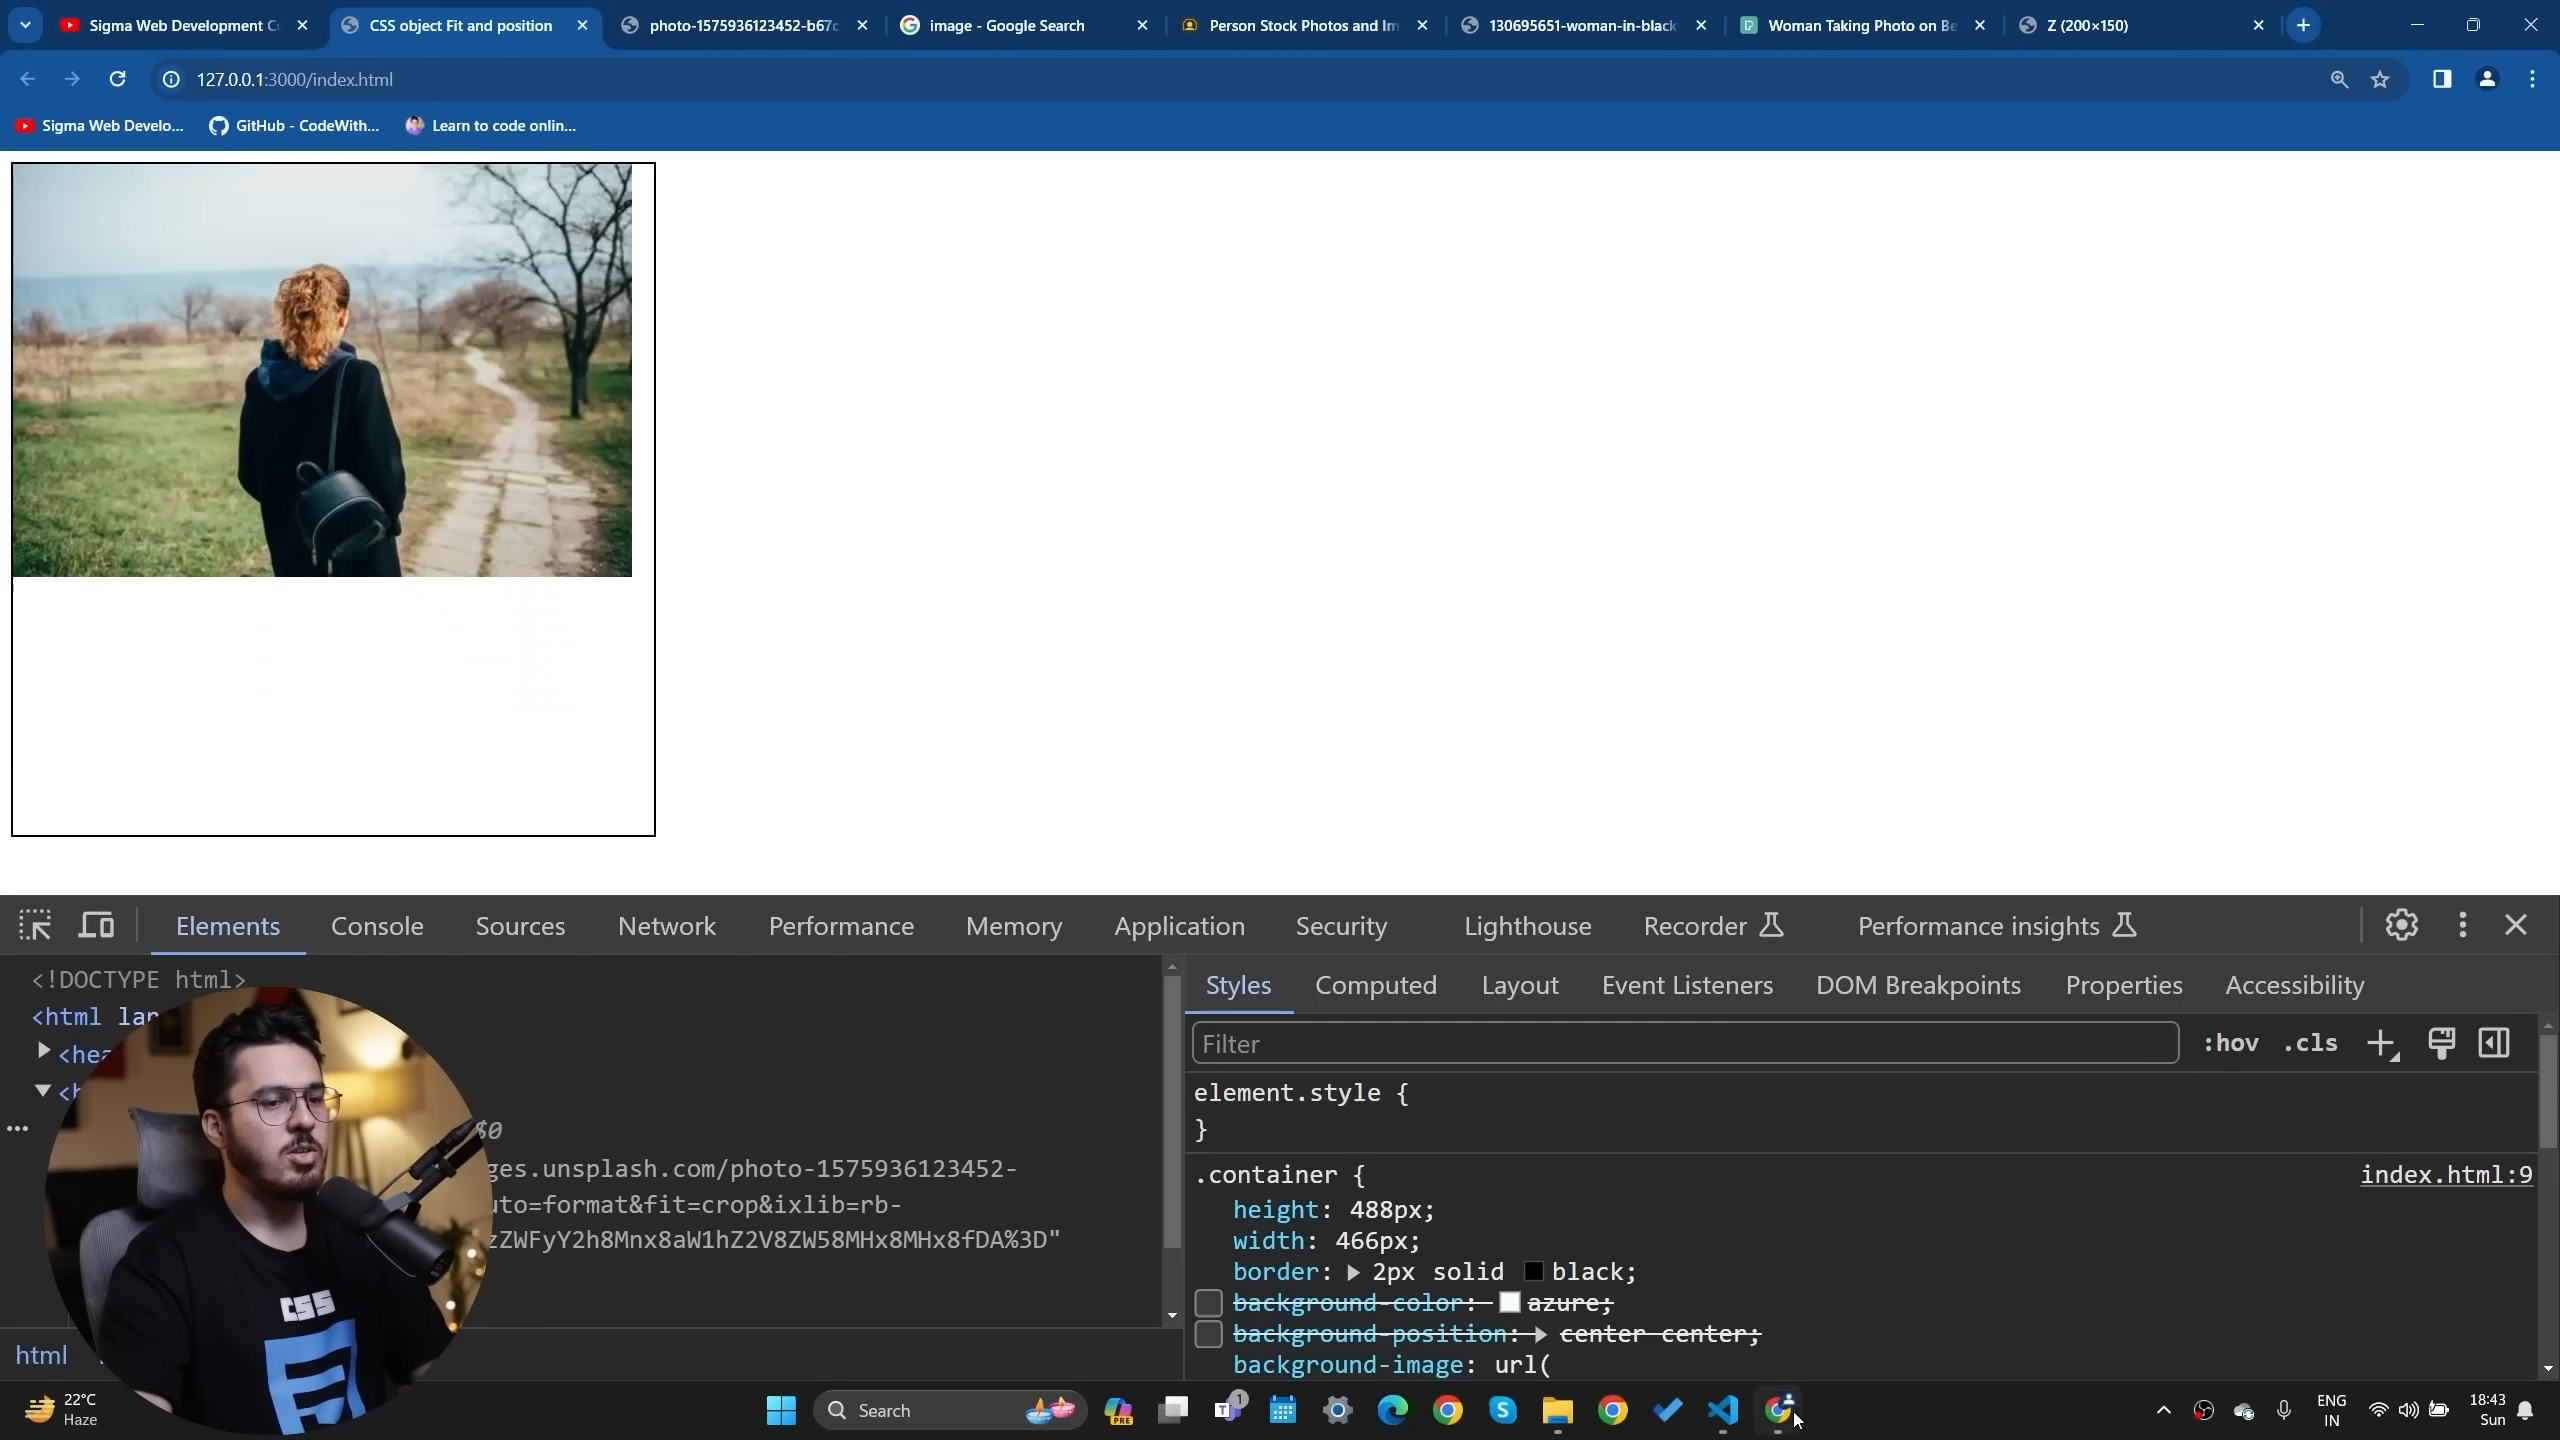 Sigma Web Development C
CSS object Fit and position
photo-1575936123452-b67c
image - Google Search
Person Stock Photos and Im
130695651-woman-in-black
Woman Taking Photo on Be
Z (200×150)
127.0.0.1:3000/index.html
Sigma Web Develo...
GitHub - CodeWith...
Learn to code onlin...
Elements
Console
Sources
Network
Performance
Memory
Application
Security
Lighthouse
Recorder
Performance insights
<!DOCTYPE html>
<html lan
<hea
<b
$0
ges.unsplash.com/photo-1575936123452-
uto=format&fit=crop&ixlib=rb-
zZWFyY2h8Mnx8aW1hZ2V8ZW58MHx8MHx8fDA%3D"
html
Styles
Computed
Layout
Event Listeners
DOM Breakpoints
Properties
Accessibility
Filter
:hov .cls
element.style {
}
.container {
index.html:9
height: 488px;
width: 466px;
border: 2px solid black;
background-color: azure;
background-position: center center;
background-image: url(
CSS
22°C
Haze
Search
PRE
1
ENG
IN
18:43
Sun